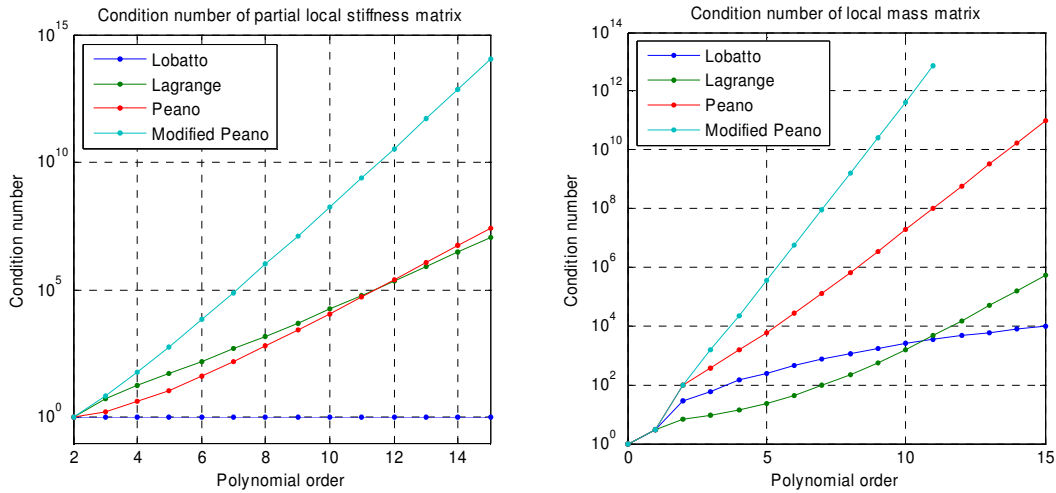 Condition number of partial local stiffness matrix
10^15
10^10
10^5
10^0
Condition number
Lobatto
Lagrange
Peano
Modified Peano
2 4 6 8 10 12 14
Polynomial order
Condition number of local mass matrix
10^14
10^12
10^10
10^8
10^6
10^4
10^2
10^0
Condition number
Lobatto
Lagrange
Peano
Modified Peano
0 5 10 15
Polynomial order